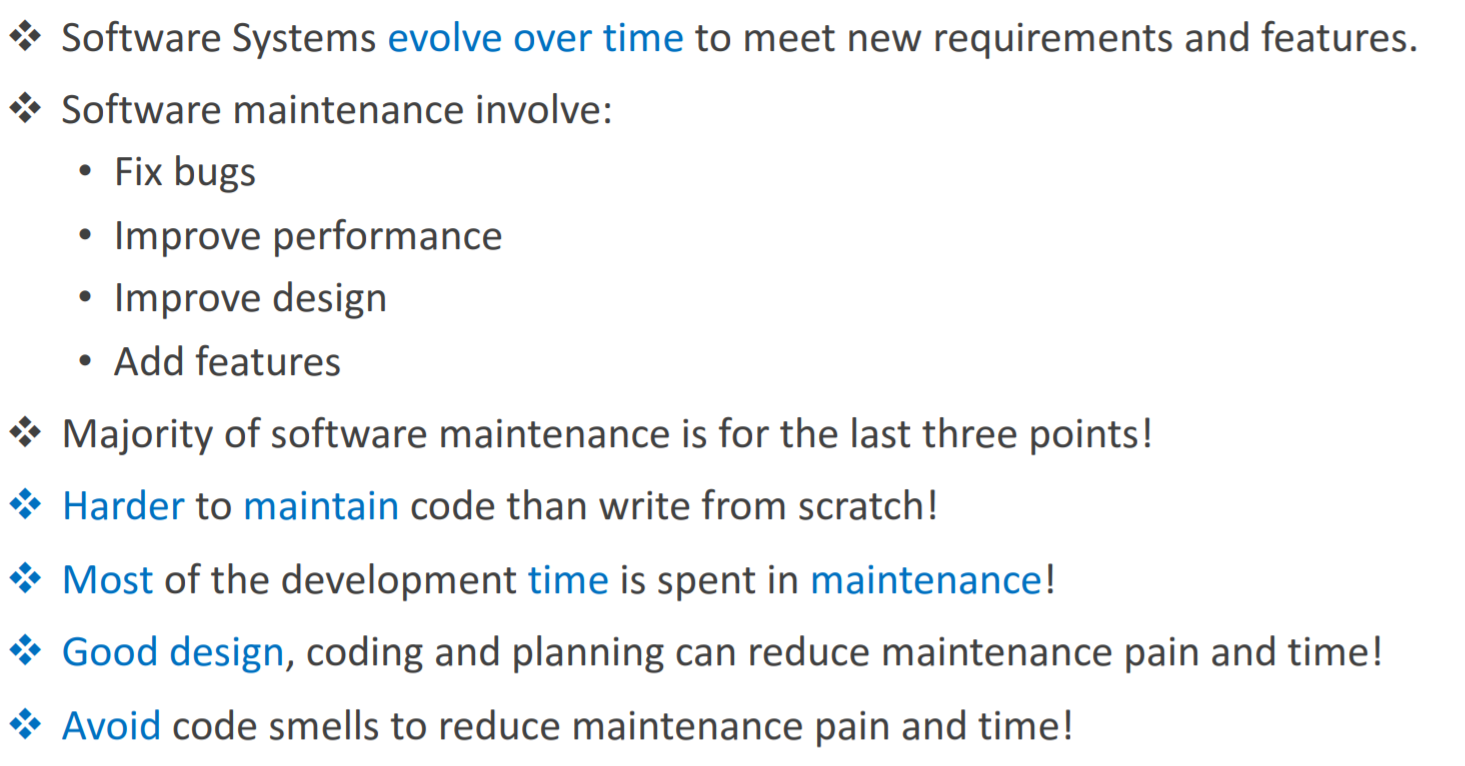 ❖ Software Systems evolve over time to meet new requirements and features.
❖ Software maintenance involve:
• Fix bugs
• Improve performance
• Improve design
• Add features
❖ Majority of software maintenance is for the last three points!
❖ Harder to maintain code than write from scratch!
❖ Most of the development time is spent in maintenance!
❖ Good design, coding and planning can reduce maintenance pain and time!
❖ Avoid code smells to reduce maintenance pain and time!